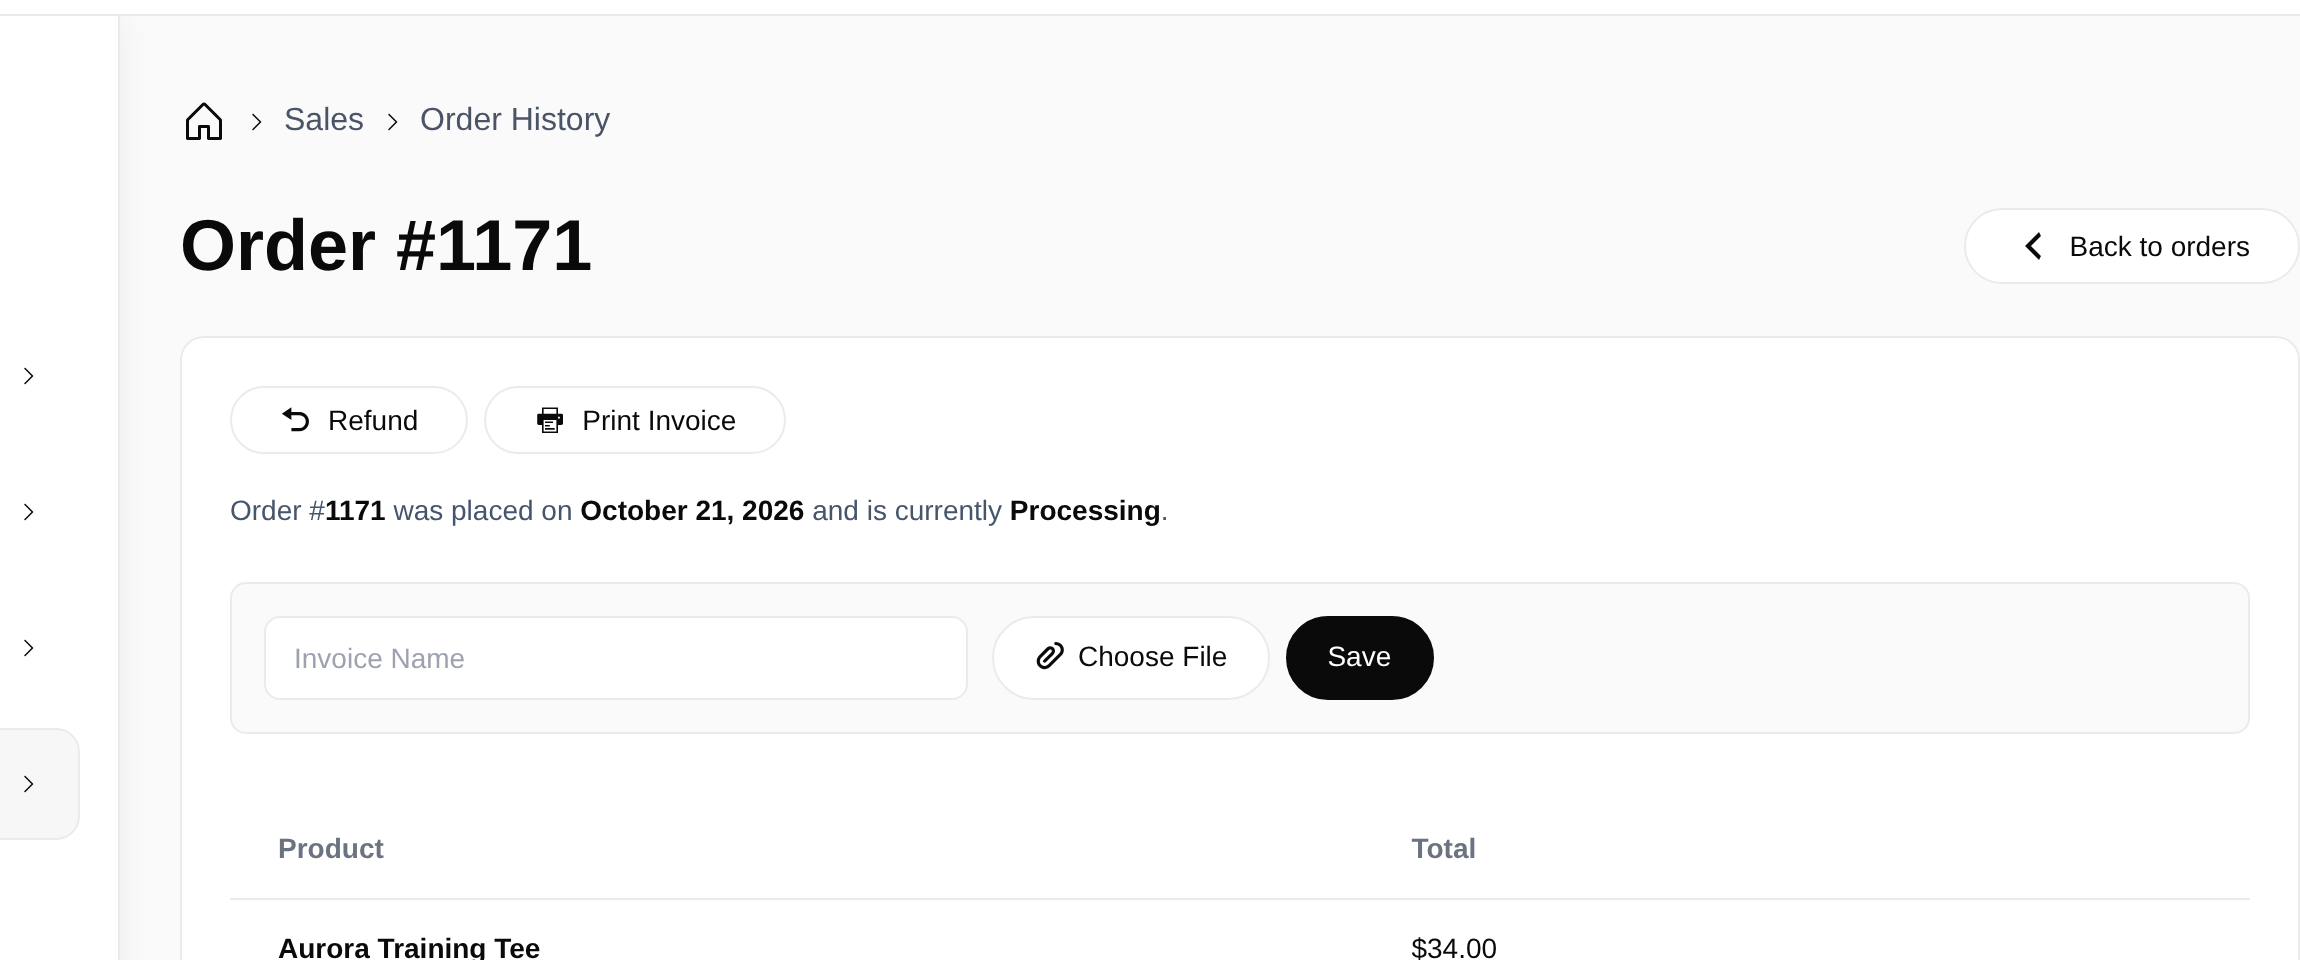 Sales Order History
Order #1171
Back to orders
Refund Print Invoice
Order #1171 was placed on October 21, 2026 and is currently Processing.
Invoice Name Choose File Save
Product Total
Aurora Training Tee $34.00